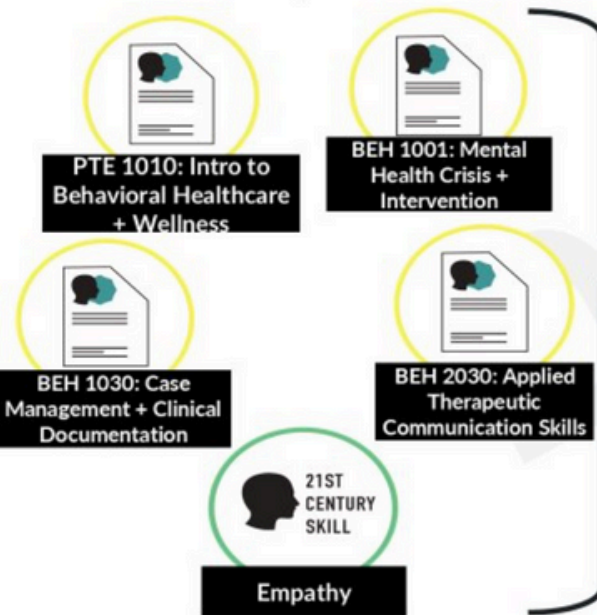 PTE 1010: Intro to
Behavioral Healthcare
+ Wellness
BEH 1001: Mental
Health Crisis +
Intervention
BEH 1030: Case
Management + Clinical
Documentation
BEH 2030: Applied
Therapeutic
Communication Skills
21ST
CENTURY
SKILL
Empathy